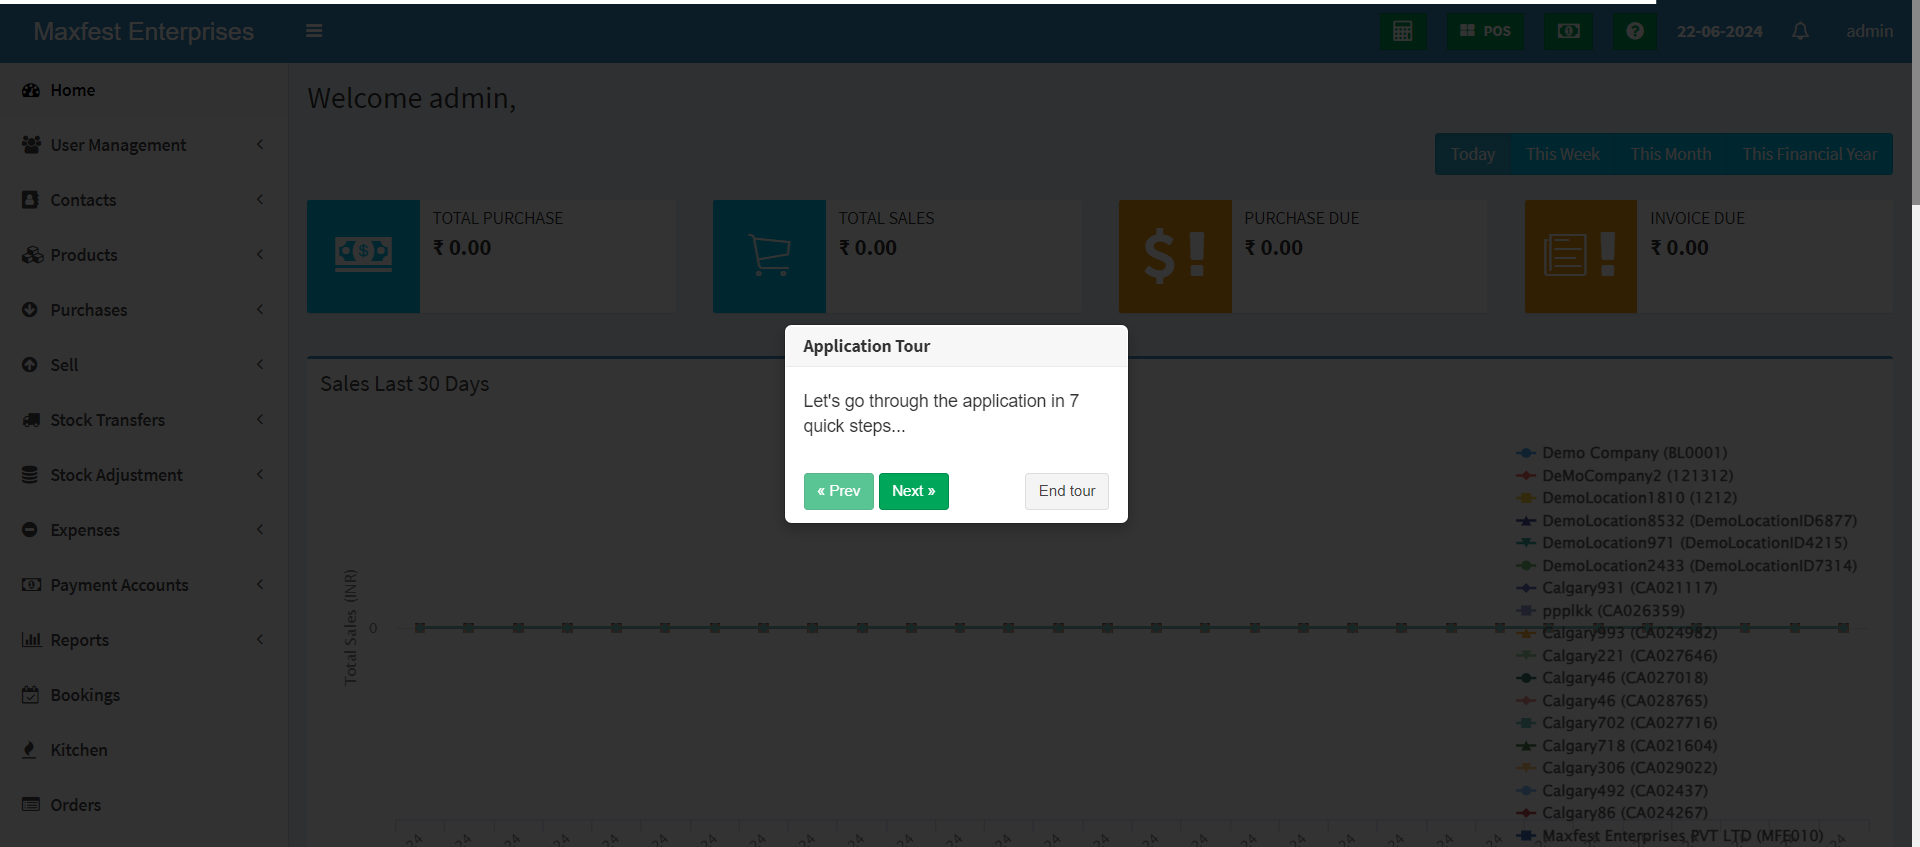 Maxfest Enterprises
POS
22-06-2024
admin
Home
User Management
Contacts
Products
Purchases
Sell
Stock Transfers
Stock Adjustment
Expenses
Payment Accounts
Reports
Bookings
Kitchen
Orders
Welcome admin,
Today This Week This Month This Financial Year
TOTAL PURCHASE
₹ 0.00
TOTAL SALES
₹ 0.00
PURCHASE DUE
₹ 0.00
INVOICE DUE
₹ 0.00
Sales Last 30 Days
Application Tour
Let's go through the application in 7
quick steps...
« Prev Next » End tour
Total Sales (INR)
0
Demo Company (BL0001)
DeMoCompany2 (121312)
DemoLocation1810 (1212)
DemoLocation8532 (DemoLocationID6877)
DemoLocation971 (DemoLocationID4215)
DemoLocation2433 (DemoLocationID7314)
Calgary931 (CA021117)
ppplkk (CA026359)
Calgary993 (CA024982)
Calgary221 (CA027646)
Calgary46 (CA027018)
Calgary46 (CA028765)
Calgary702 (CA027716)
Calgary718 (CA021604)
Calgary306 (CA029022)
Calgary492 (CA02437)
Calgary86 (CA024267)
Maxfest Enterprises PVT LTD (MFE010)